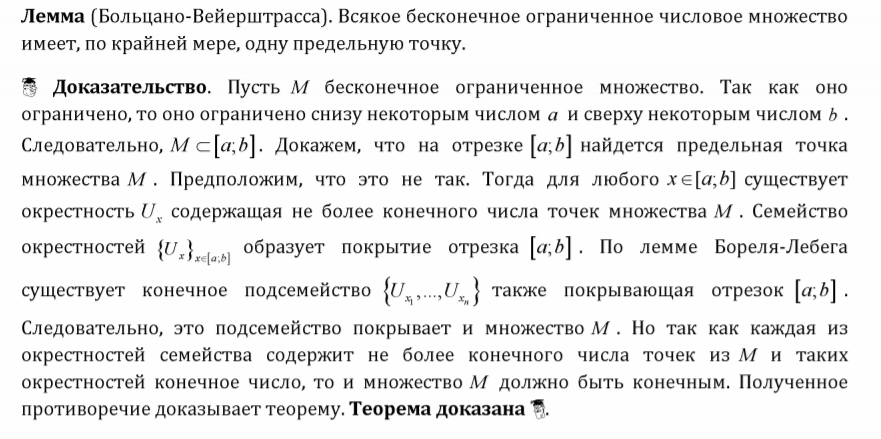 Лемма (Больцано-Вейерштрасса). Всякое бесконечное ограниченное числовое множество
имеет, по крайней мере, одну предельную точку.
Доказательство. Пусть M бесконечное ограниченное множество. Так как оно
ограничено, то оно ограничено снизу некоторым числом a и сверху некоторым числом b .
Следовательно, M ⊂ [a;b]. Докажем, что на отрезке [a;b] найдется предельная точка
множества M . Предположим, что это не так. Тогда для любого x∈[a;b] существует
окрестность U_x содержащая не более конечного числа точек множества M . Семейство
окрестностей {U_x}_{x∈[a;b]} образует покрытие отрезка [a;b] . По лемме Бореля-Лебега
существует конечное подсемейство {U_{x_1},...,U_{x_n}} также покрывающая отрезок [a;b] .
Следовательно, это подсемейство покрывает и множество M . Но так как каждая из
окрестностей семейства содержит не более конечного числа точек из M и таких
окрестностей конечное число, то и множество M должно быть конечным. Полученное
противоречие доказывает теорему. Теорема доказана .